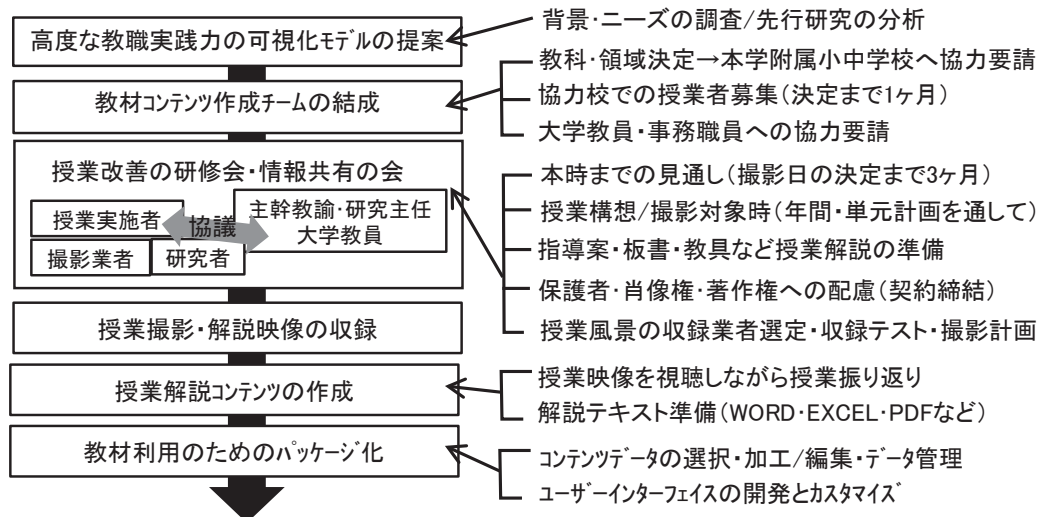 高度な教職実践力の可視化ﾓﾃﾞﾙの提案
背景・ニーズの調査/先行研究の分析
教材ｺﾝﾃﾝﾂ作成ﾁｰﾑの結成
教科・領域決定→本学附属小中学校へ協力要請
協力校での授業者募集(決定まで1ヶ月)
大学教員・事務職員への協力要請
授業改善の研修会・情報共有の会
授業実施者
協議
主幹教諭・研究主任
大学教員
撮影業者
研究者
本時までの見通し(撮影日の決定まで3ヶ月)
授業構想/撮影対象時(年間・単元計画を通して)
指導案・板書・教具など授業解説の準備
保護者・肖像権・著作権への配慮(契約締結)
授業風景の収録業者選定・収録テスト・撮影計画
授業撮影・解説映像の収録
授業解説ｺﾝﾃﾝﾂの作成
授業映像を視聴しながら授業振り返り
解説テキスト準備(WORD・EXCEL・PDFなど)
教材利用のためのﾊﾟｯｹｰｼﾞ化
ｺﾝﾃﾝﾂﾃﾞｰﾀの選択・加工/編集・ﾃﾞｰﾀ管理
ﾕｰｻﾞｰｲﾝﾀｰﾌｪｲｽの開発とｶｽﾀﾏｲｽﾞ